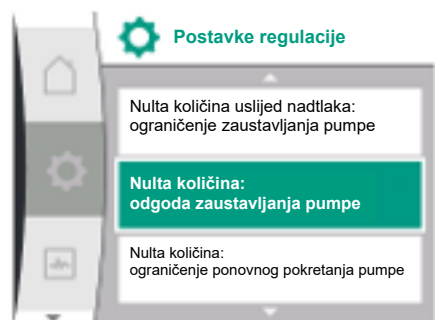 Postavke regulacije
Nulta količina uslijed nadtlaka:
ograničenje zaustavljanja pumpe
Nulta količina:
odgoda zaustavljanja pumpe
Nulta količina:
ograničenje ponovnog pokretanja pumpe